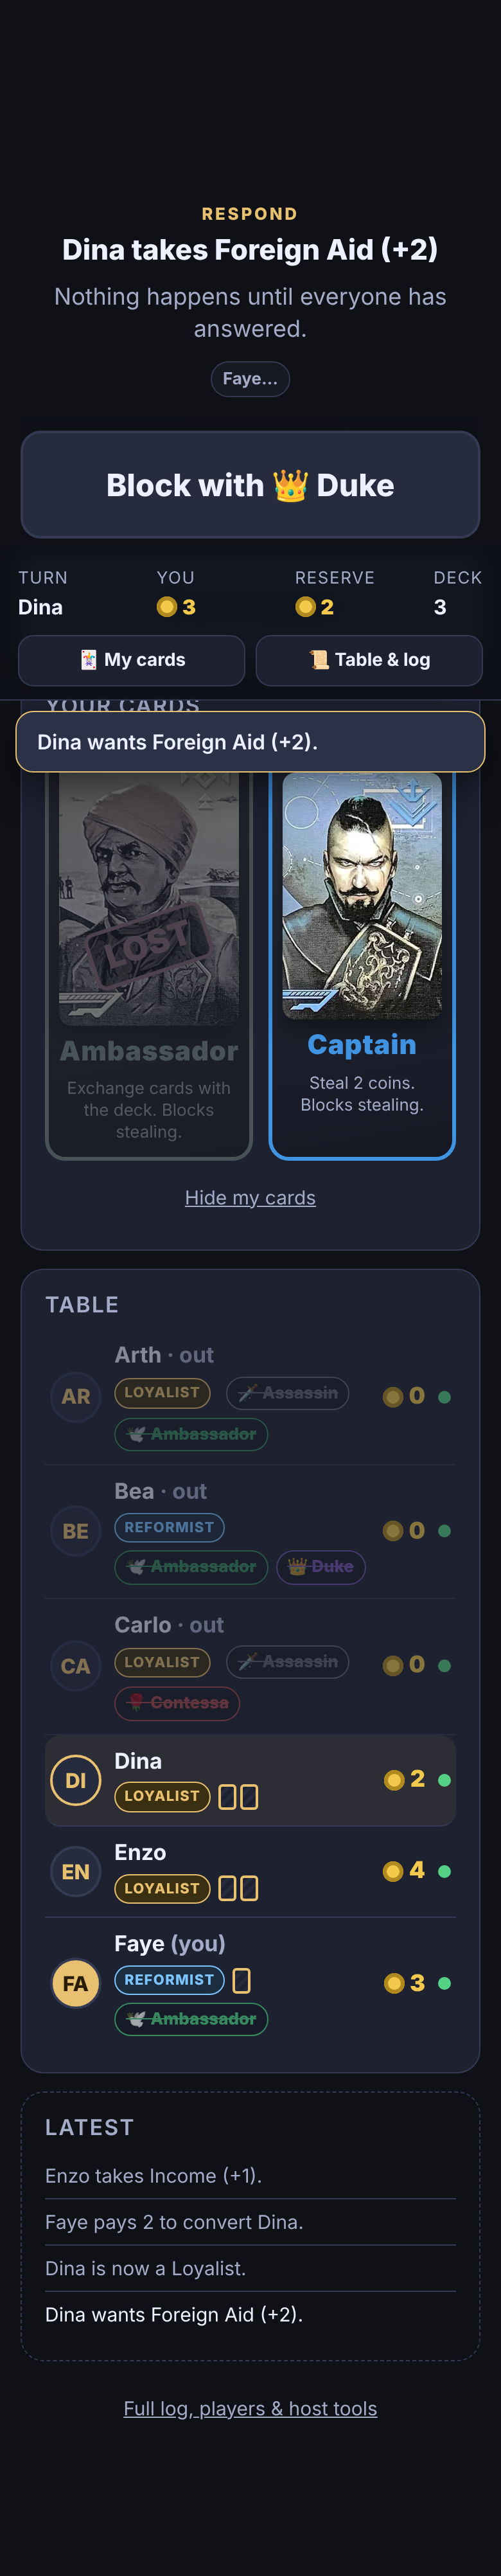 RESPOND
Dina takes Foreign Aid (+2)
Nothing happens until everyone has
answered.
Faye…
Block with 👑 Duke
TURN YOU RESERVE DECK
Dina 3 2 3
🃏 My cards 📜 Table & log
YOUR CARDS
Dina wants Foreign Aid (+2).
LOST
Ambassador
Exchange cards with
the deck. Blocks
stealing.
Captain
Steal 2 coins.
Blocks stealing.
Hide my cards
TABLE
AR
Arth · out
LOYALIST 🗡️ Assassin
🕊️ Ambassador
0
BE
Bea · out
REFORMIST
🕊️ Ambassador 👑 Duke
0
CA
Carlo · out
LOYALIST 🗡️ Assassin
🌹 Contessa
0
DI
Dina
LOYALIST
2
EN
Enzo
LOYALIST
4
FA
Faye (you)
REFORMIST
🕊️ Ambassador
3
LATEST
Enzo takes Income (+1).
Faye pays 2 to convert Dina.
Dina is now a Loyalist.
Dina wants Foreign Aid (+2).
Full log, players & host tools